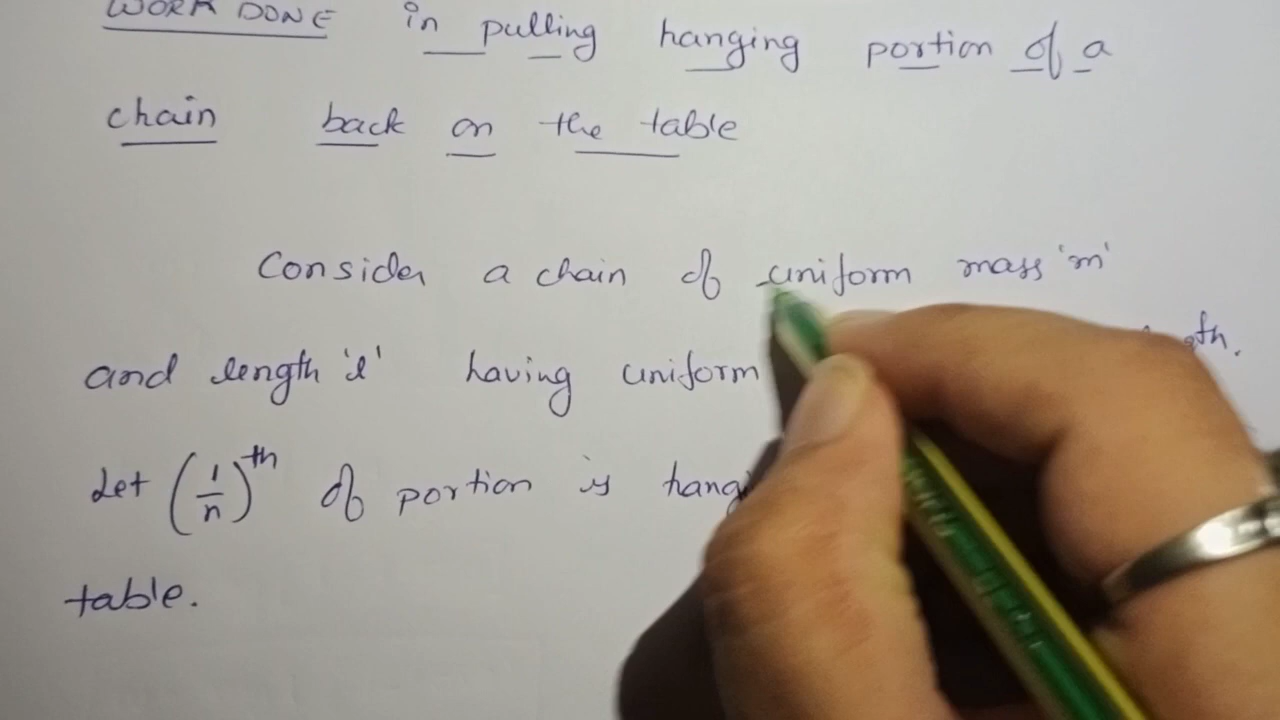 WORK DONE in pulling hanging portion of a
chain back on the table
Consider a chain of uniform mass 'm'
and length 'l' having uniform
Let (1/n)th of portion is
table.